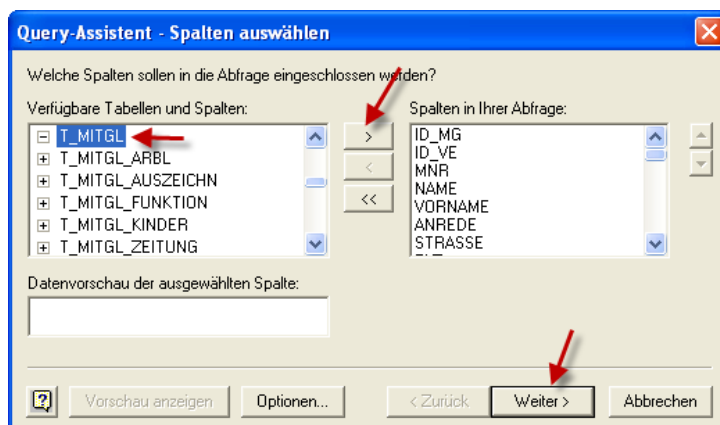 Query-Assistent - Spalten auswählen
Welche Spalten sollen in die Abfrage eingeschlossen werden?
Verfügbare Tabellen und Spalten:
T_MITGL
T_MITGL_ARBL
T_MITGL_AUSZEICHN
T_MITGL_FUNKTION
T_MITGL_KINDER
T_MITGL_ZEITUNG
>
<
<<
Spalten in Ihrer Abfrage:
ID_MG
ID_VE
MNR
NAME
VORNAME
ANREDE
STRASSE
Datenvorschau der ausgewählten Spalte:
Vorschau anzeigen
Optionen...
< Zurück
Weiter >
Abbrechen